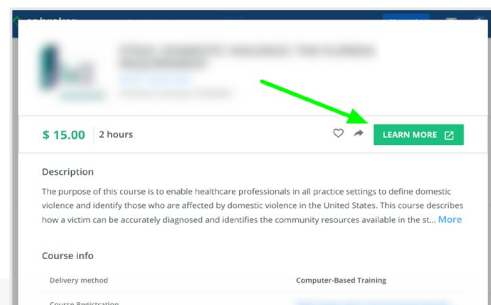 $ 15.00 2 hours
LEARN MORE
Description
The purpose of this course is to enable healthcare professionals in all practice settings to define domestic
violence and identify those who are affected by domestic violence in the United States. This course describes
how a victim can be accurately diagnosed and identifies the community resources available in the st... More
Course info
Delivery method Computer-Based Training
Course Registration